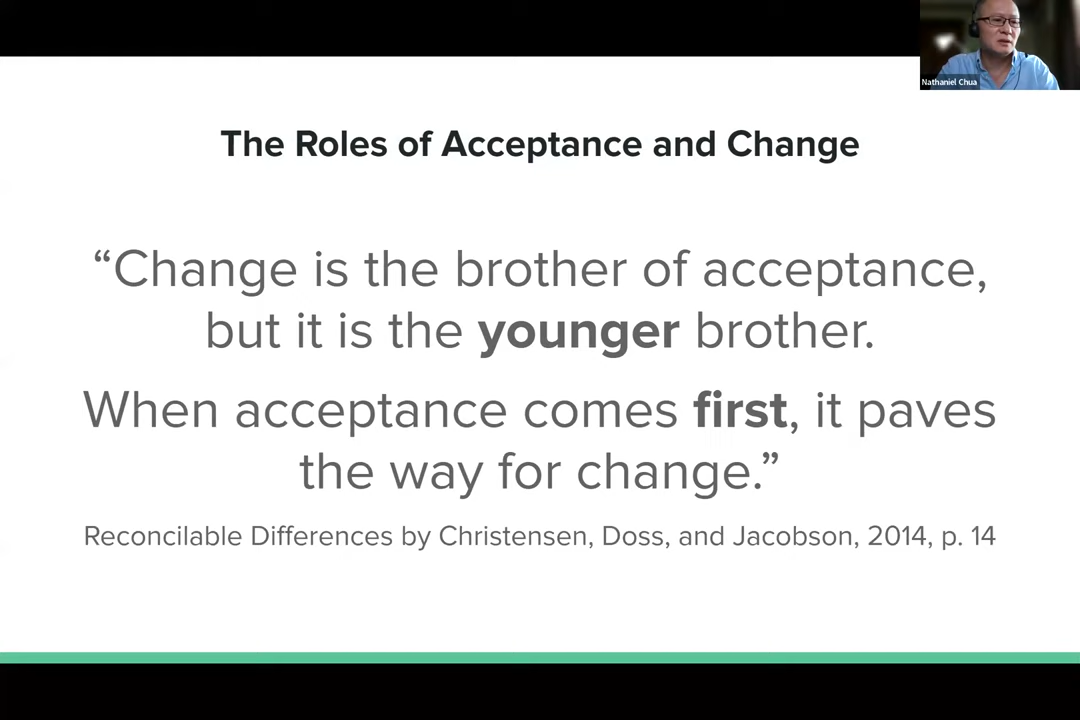 Nathaniel Chua
The Roles of Acceptance and Change
“Change is the brother of acceptance,
but it is the younger brother.
When acceptance comes first, it paves
the way for change.”
Reconcilable Differences by Christensen, Doss, and Jacobson, 2014, p. 14